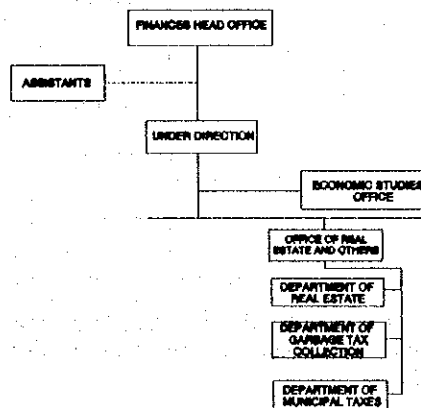 FINANCES HEAD OFFICE
ASSISTANTS
UNDER DIRECTION
ECONOMIC STUDIES
OFFICE
OFFICE OF REAL
ESTATE AND OTHERS
DEPARTMENT OF
REAL ESTATE
DEPARTMENT OF
GARBAGE TAX
COLLECTION
DEPARTMENT OF
MUNICIPAL TAXES